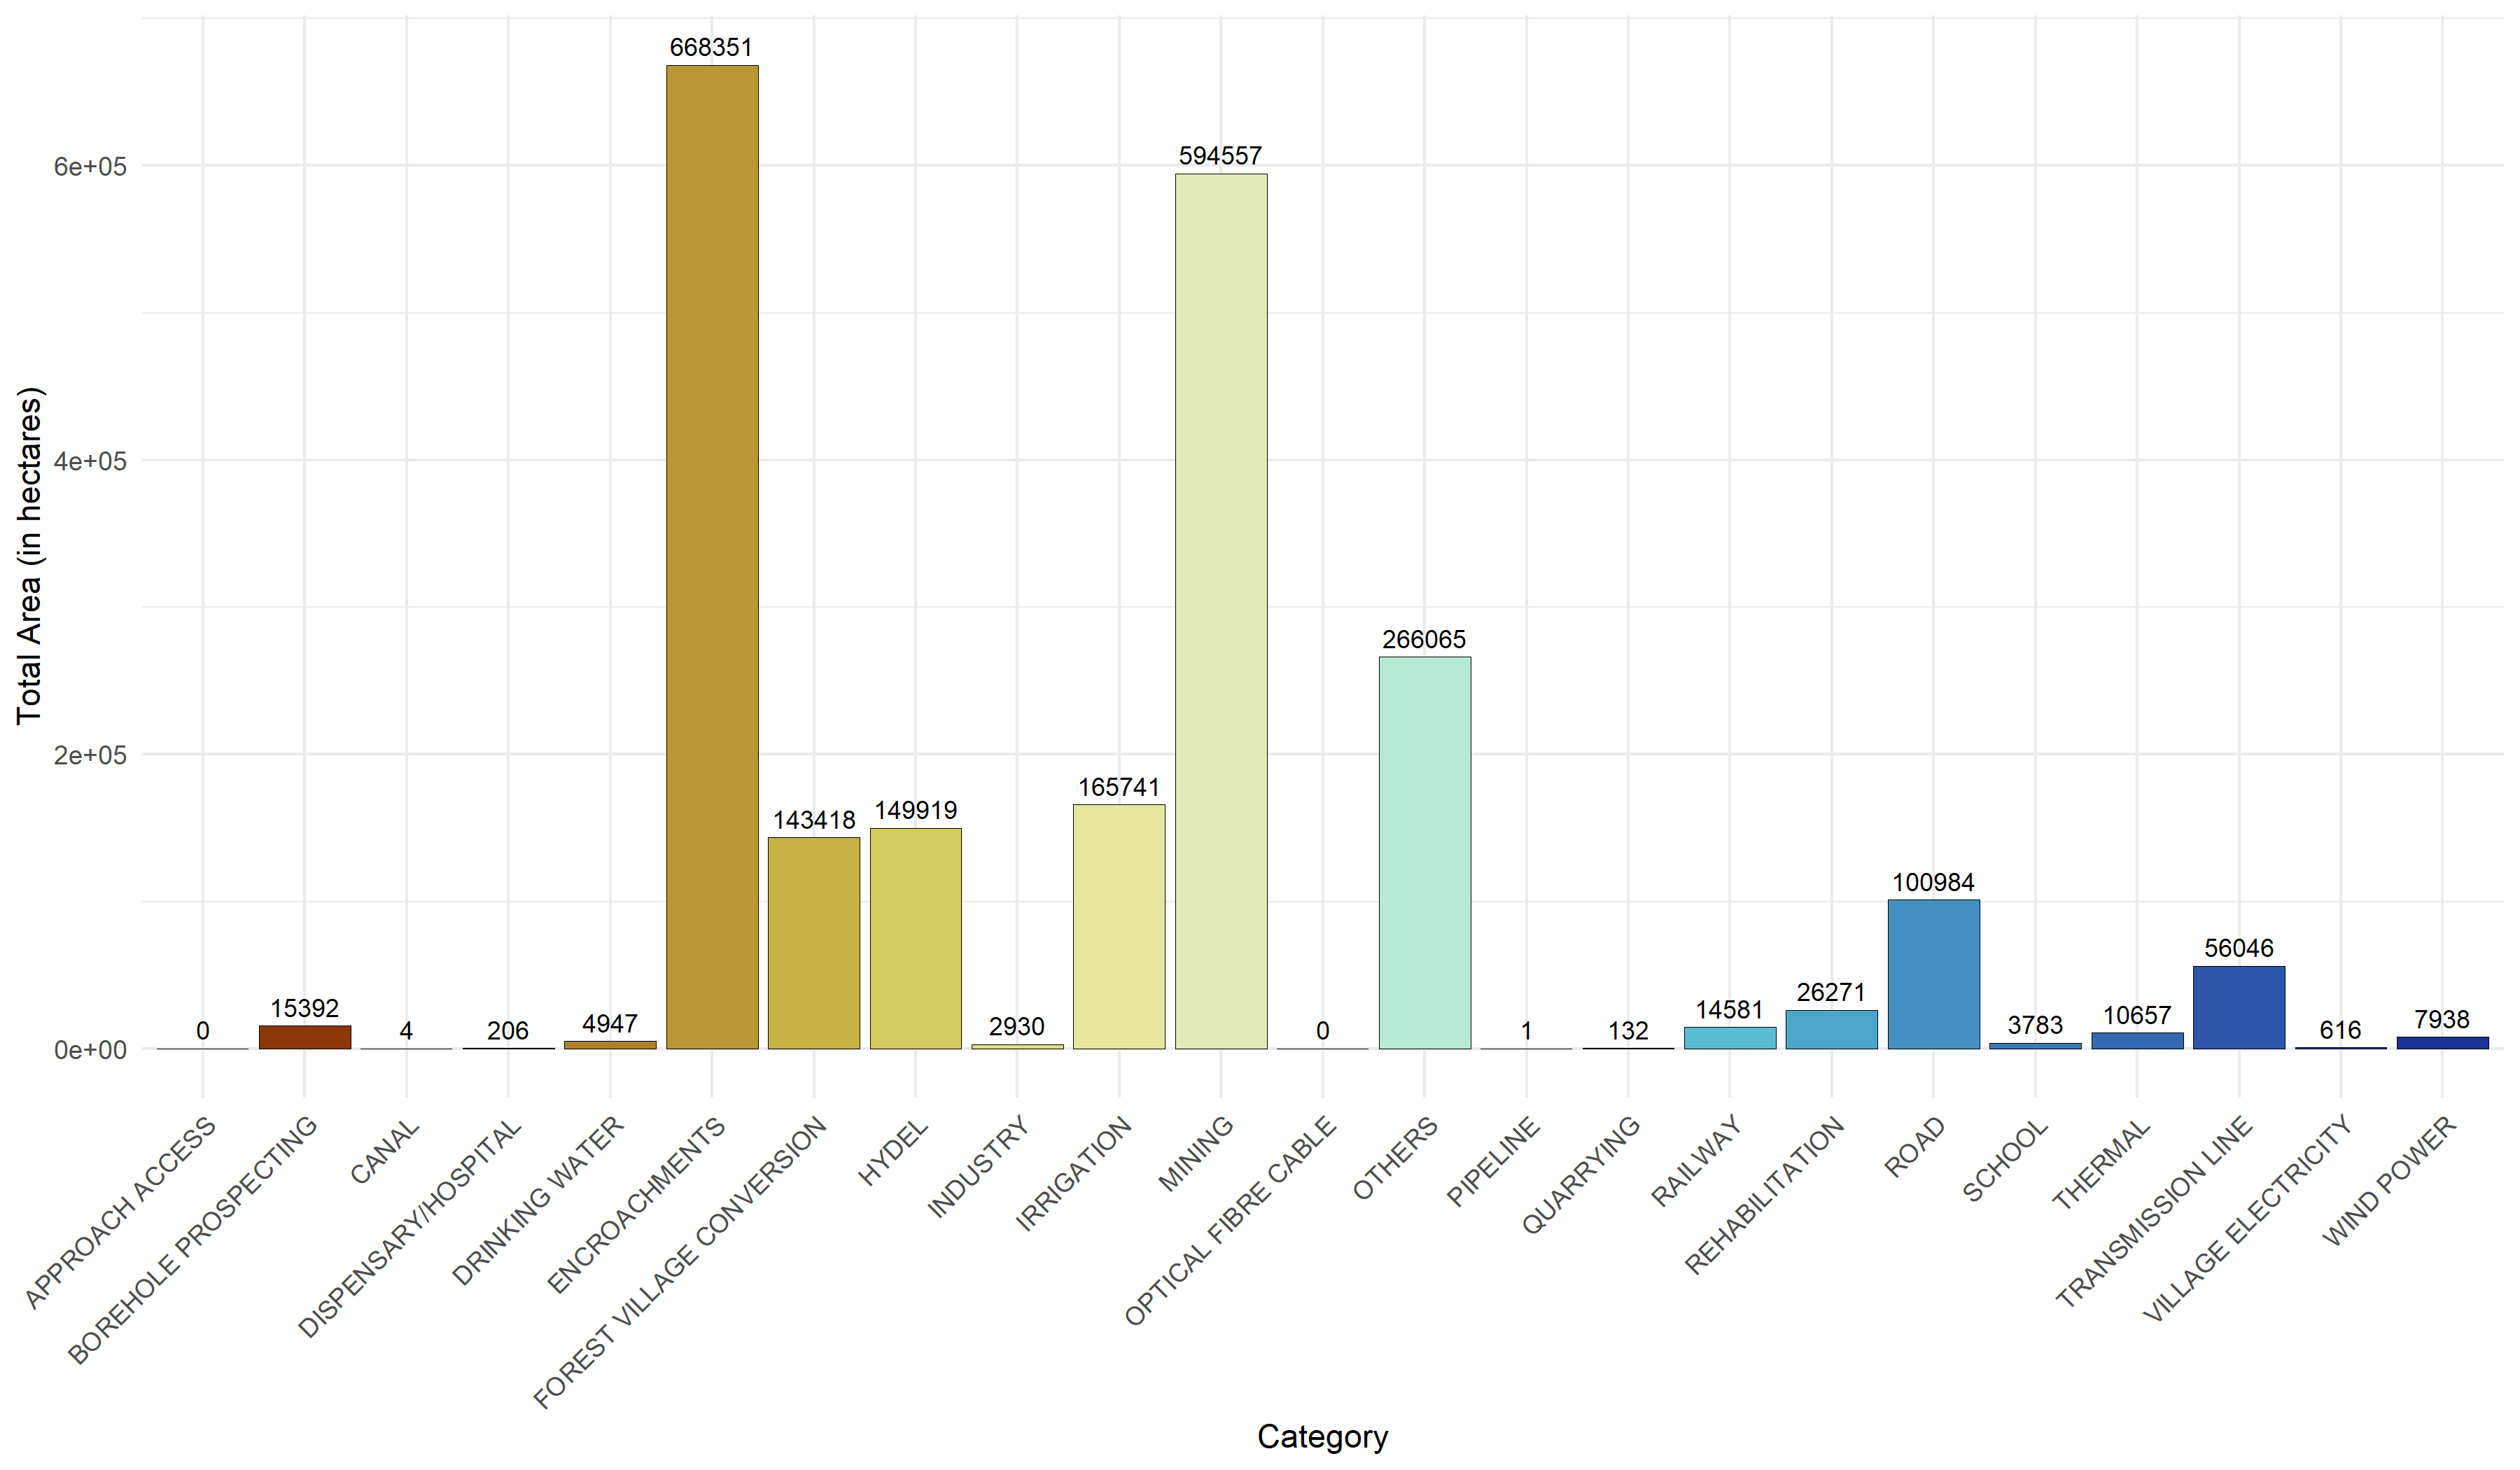 668351
594557
6e+05
4e+05
266065
2e+05
165741
149919
143418
100984
56046
26271
15392
14581
10657
7938
4947
3783
2930
616
206
132
4
1
0
0
0e+00
Total Area (in hectares)
APPROACH ACCESS
BOREHOLE PROSPECTING
CANAL
DISPENSARY/HOSPITAL
DRINKING WATER
ENCROACHMENTS
FOREST VILLAGE CONVERSION
HYDEL
INDUSTRY
IRRIGATION
MINING
OPTICAL FIBRE CABLE
OTHERS
PIPELINE
QUARRYING
RAILWAY
REHABILITATION
ROAD
SCHOOL
THERMAL
TRANSMISSION LINE
VILLAGE ELECTRICITY
WIND POWER
Category